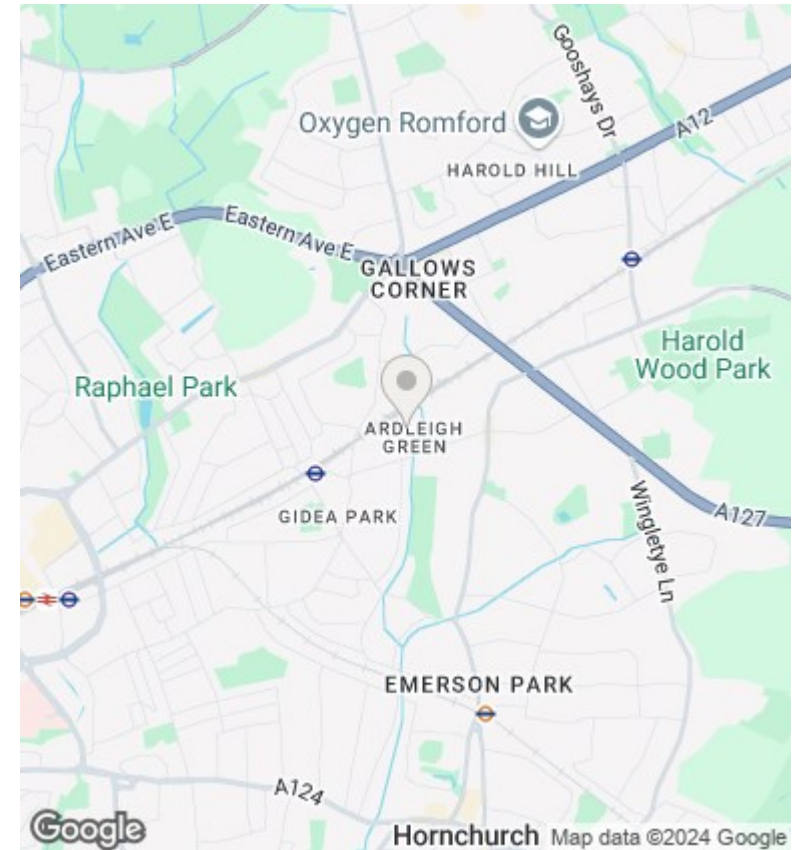 Gooshays Dr
Oxygen Romford
A12
HAROLD HILL
Eastern Ave E
Eastern Ave E
GALLOWS
CORNER
Harold
Wood Park
Raphael Park
ARDLEIGH
GREEN
GIDEA PARK
Wingletye Ln
A127
EMERSON PARK
A124
Google
Hornchurch
Map data ©2024 Google